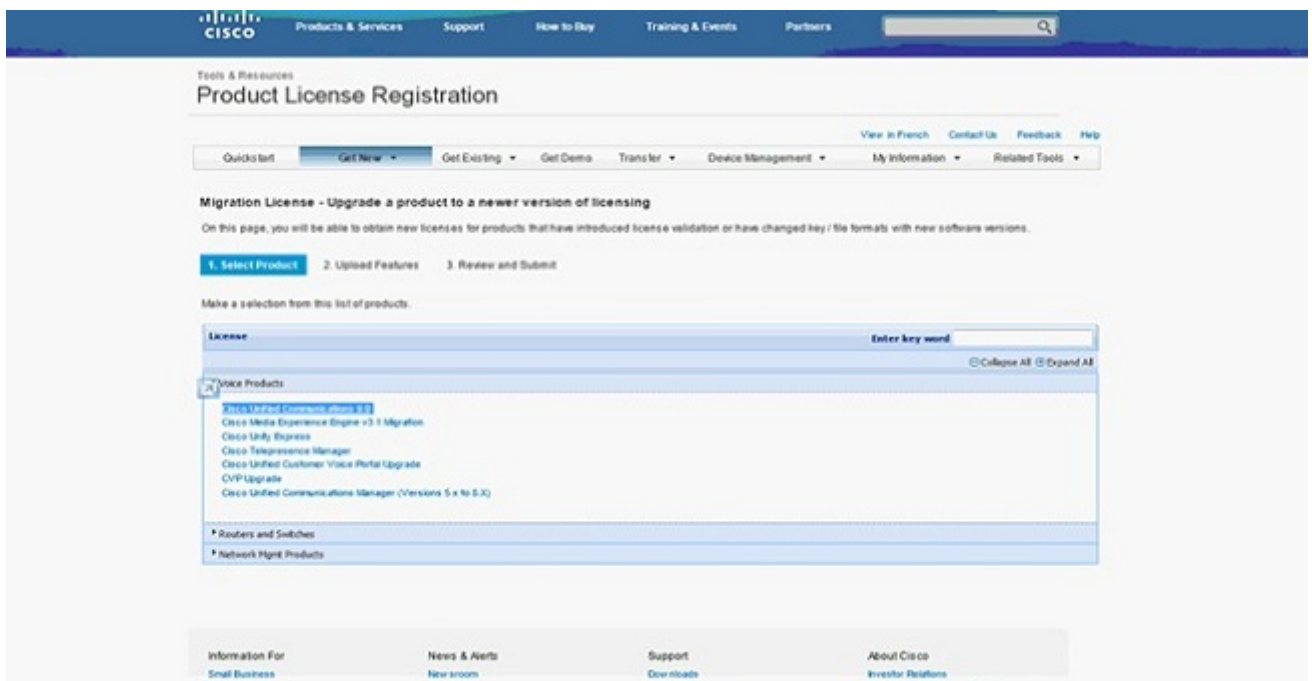 CISCO
Products & Services Support How to Buy Training & Events Partners
Tools & Resources
Product License Registration
View in French Contact Us Feedback Help
Quickstart Get New Get Existing Get Demo Transfer Device Management My Information Related Tools
Migration License - Upgrade a product to a newer version of licensing
On this page, you will be able to obtain new licenses for products that have introduced license validation or have changed key / file formats with new software versions.
1. Select Product 2. Upload Features 3. Review and Submit
Make a selection from this list of products.
License Enter key word
Collapse All Expand All
Voice Products
Cisco Unified Communications 9.0
Cisco Media Experience Engine v3.1 Migration
Cisco Unity Express
Cisco Telepresence Manager
Cisco Unified Customer Voice Portal Upgrade
CVP Upgrade
Cisco Unified Communications Manager (Versions 5.x to 8.X)
Routers and Switches
Network Mgmt Products
Information For News & Alerts Support About Cisco
Small Business Newsroom Downloads Investor Relations